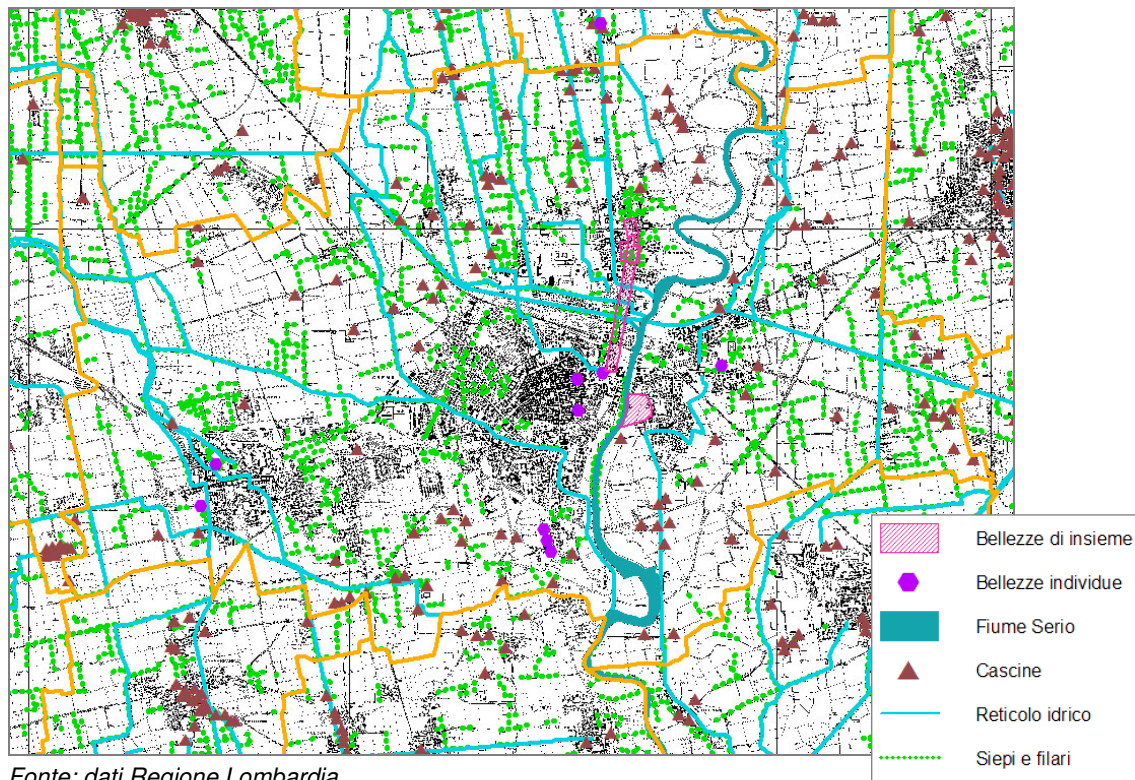 Bellezze di insieme
Bellezze individue
Fiume Serio
Cascine
Reticolo idrico
Siepi e filari
Fonte: dati Regione Lombardia